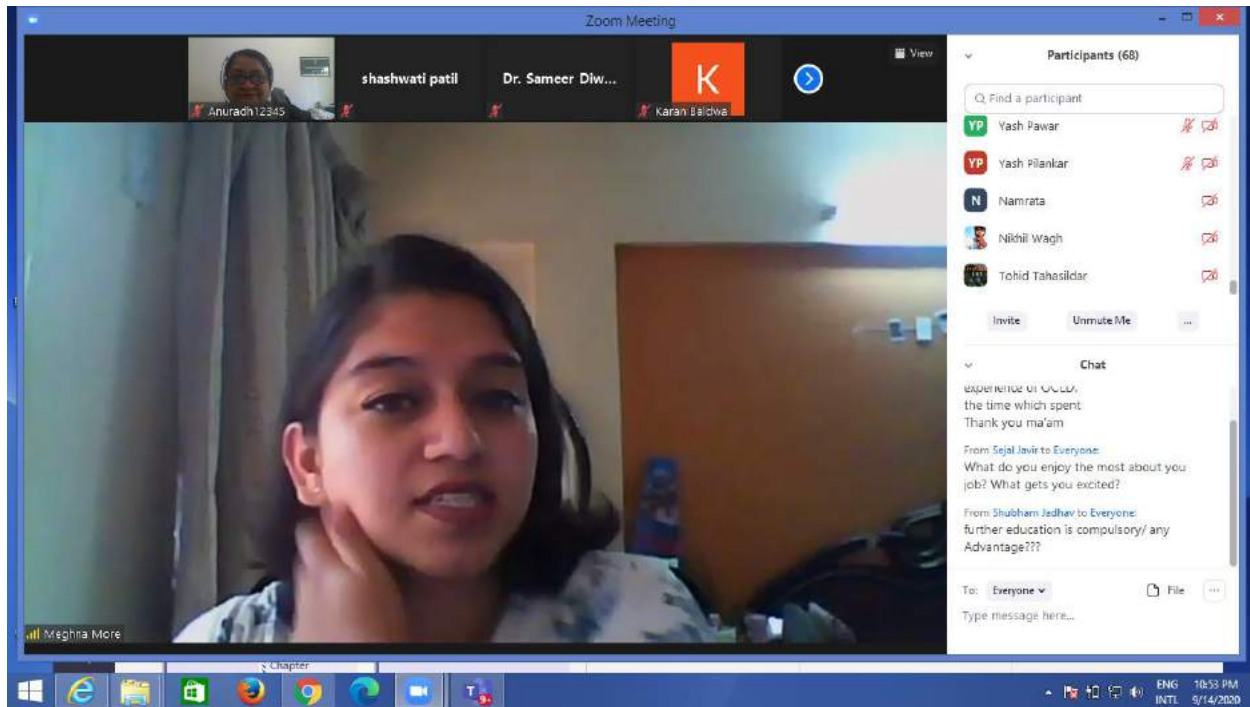 Zoom Meeting
View
Anuradh12345
shashwati patil
Dr. Sameer Diw...
K
Karan Baldwa
Meghna More
Participants (68)
Find a participant
YP Yash Pawar
YP Yash Pilankar
N Namrata
Nikhil Wagh
Tohid Tahasildar
Invite Unmute Me ...
Chat
experience of OCLD,
the time which spent
Thank you ma'am
From Sejal Javir to Everyone:
What do you enjoy the most about you
job? What gets you excited?
From Shubham Jadhav to Everyone:
further education is compulsory/ any
Advantage???
To: Everyone File ...
Type message here...
Chapter
T 9+
ENG 10:53 PM
INTL 9/14/2020